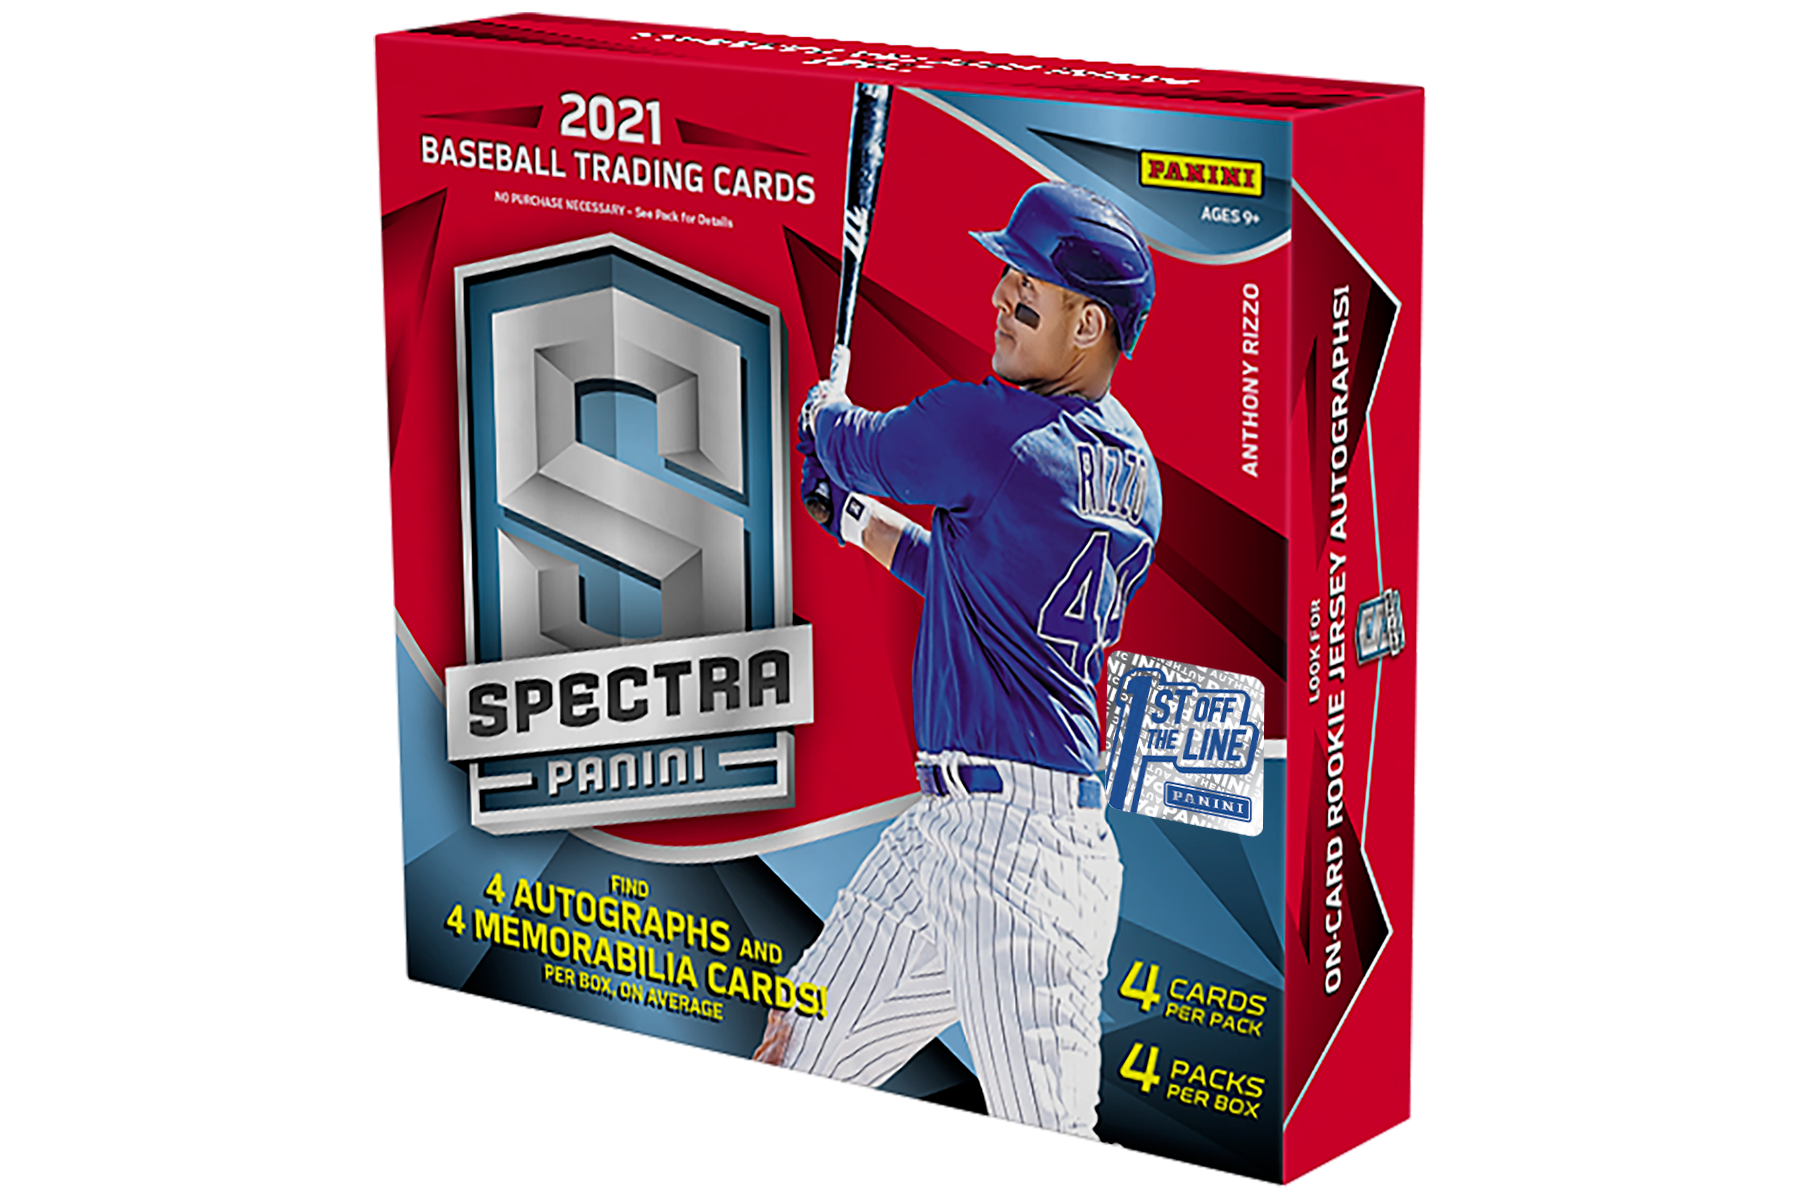 2021
BASEBALL TRADING CARDS
NO PURCHASE NECESSARY - See Pack for Details
PANINI
AGES 9+
ANTHONY RIZZO
RIZZO
44
S
SPECTRA
PANINI
1ST OFF
THE LINE
PANINI
FIND
4 AUTOGRAPHS AND
4 MEMORABILIA CARDS!
PER BOX, ON AVERAGE
4 CARDS
PER PACK
4 PACKS
PER BOX
LOOK FOR
ON-CARD ROOKIE JERSEY AUTOGRAPHS!